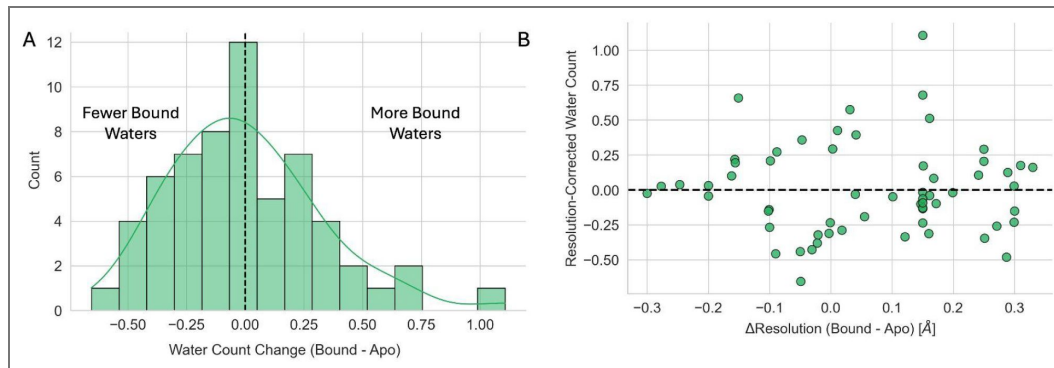 A
B
Fewer Bound
Waters
More Bound
Waters
Count
12
10
8
6
4
2
0
−0.50
−0.25
0.00
0.25
0.50
0.75
1.00
Water Count Change (Bound - Apo)
Resolution-Corrected Water Count
1.00
0.75
0.50
0.25
0.00
−0.25
−0.50
−0.3
−0.2
−0.1
0.0
0.1
0.2
0.3
ΔResolution (Bound - Apo) [Å]